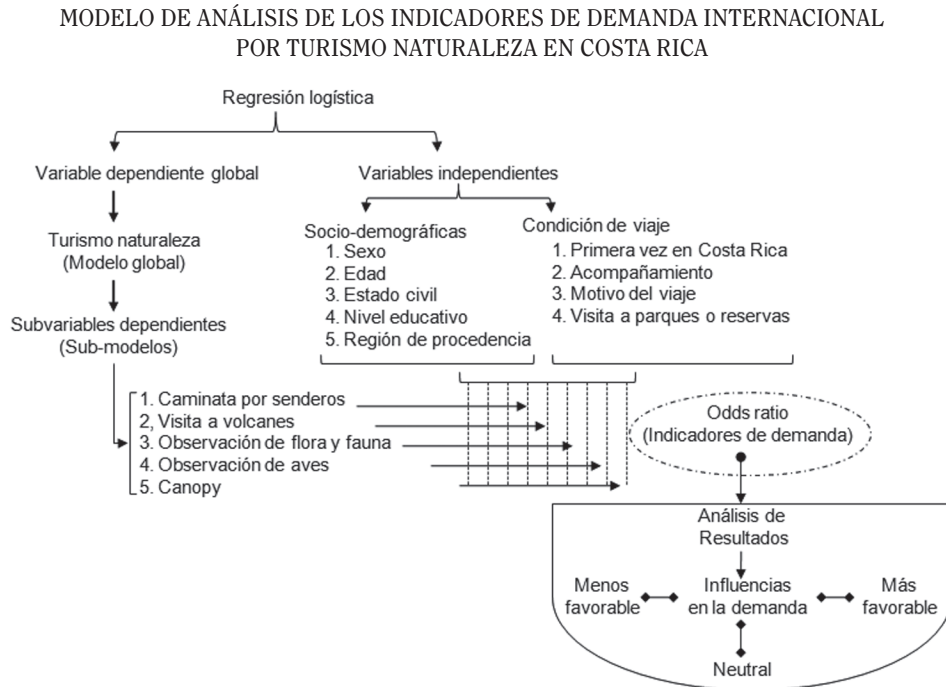 MODELO DE ANÁLISIS DE LOS INDICADORES DE DEMANDA INTERNACIONAL
POR TURISMO NATURALEZA EN COSTA RICA
Regresión logística
Variable dependiente global
Variables independientes
Turismo naturaleza
(Modelo global)
Subvariables dependientes
(Sub-modelos)
Socio-demográficas
1. Sexo
2. Edad
3. Estado civil
4. Nivel educativo
5. Región de procedencia
Condición de viaje
1. Primera vez en Costa Rica
2. Acompañamiento
3. Motivo del viaje
4. Visita a parques o reservas
1. Caminata por senderos
2, Visita a volcanes
3. Observación de flora y fauna
4. Observación de aves
5. Canopy
Odds ratio
(Indicadores de demanda)
Análisis de
Resultados
Menos
favorable
Influencias
en la demanda
Más
favorable
Neutral